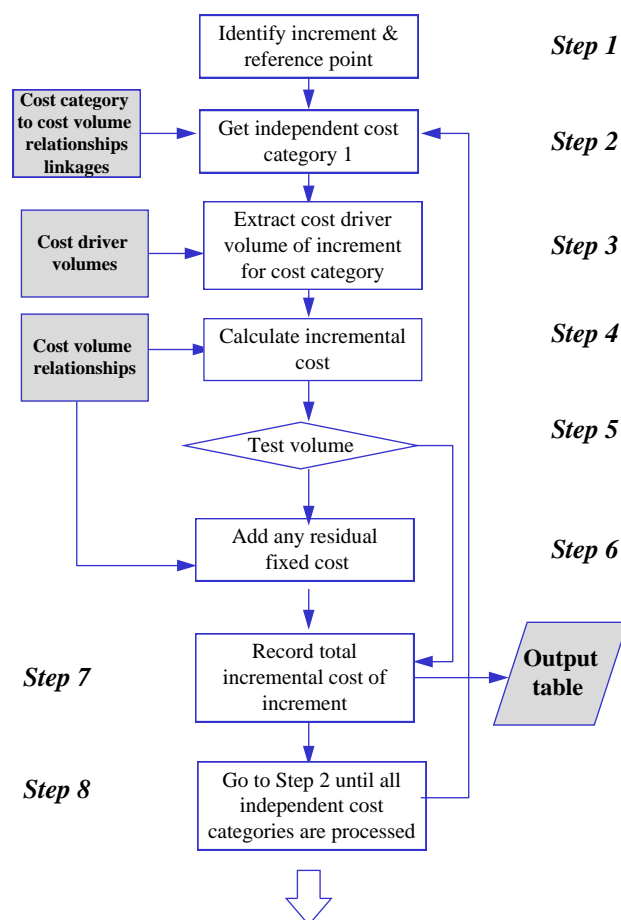 Identify increment &
reference point
Step 1
Cost category
to cost volume
relationships
linkages
Get independent cost
category 1
Step 2
Cost driver
volumes
Extract cost driver
volume of increment
for cost category
Step 3
Cost volume
relationships
Calculate incremental
cost
Step 4
Test volume
Step 5
Add any residual
fixed cost
Step 6
Step 7
Record total
incremental cost of
increment
Output
table
Step 8
Go to Step 2 until all
independent cost
categories are processed